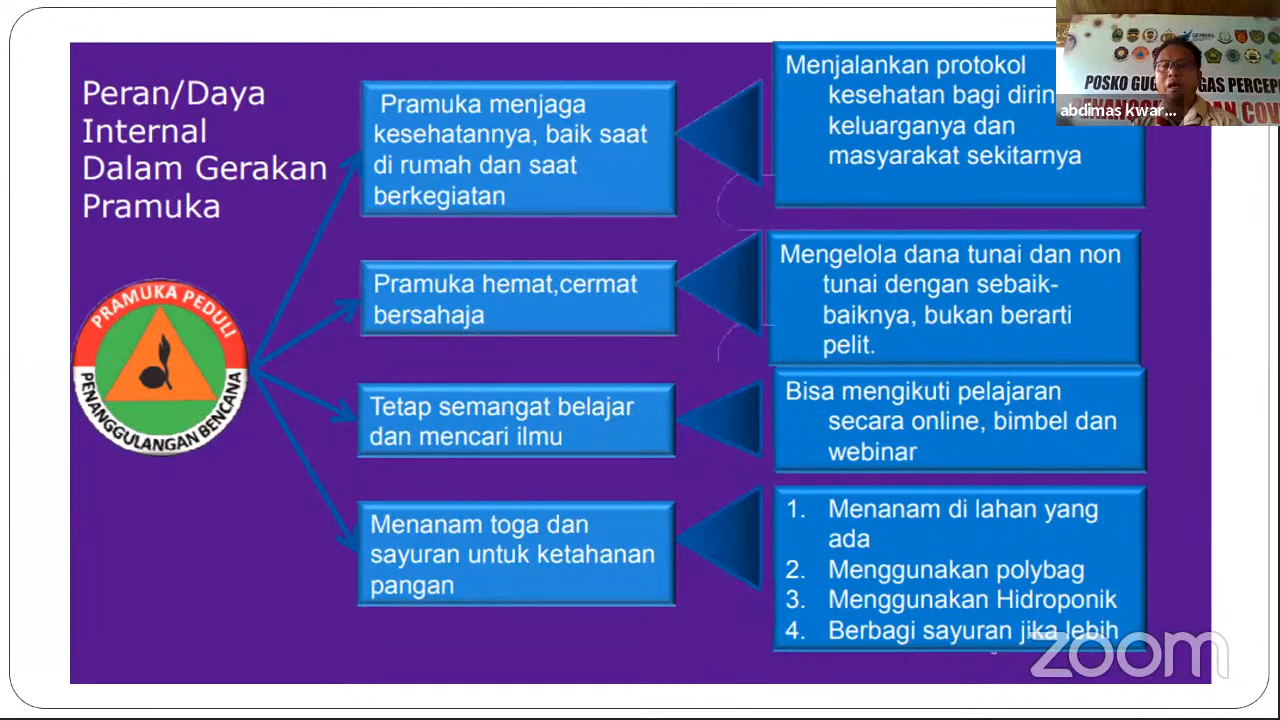 Peran/Daya
Internal
Dalam Gerakan
Pramuka
PRAMUKA PEDULI
PENANGGULANGAN BENCANA
Pramuka menjaga
kesehatannya, baik saat
di rumah dan saat
berkegiatan
Menjalankan protokol
kesehatan bagi dirin
keluarganya dan
masyarakat sekitarnya
Pramuka hemat,cermat
bersahaja
Mengelola dana tunai dan non
tunai dengan sebaik-
baiknya, bukan berarti
pelit.
Tetap semangat belajar
dan mencari ilmu
Bisa mengikuti pelajaran
secara online, bimbel dan
webinar
Menanam toga dan
sayuran untuk ketahanan
pangan
1. Menanam di lahan yang
ada
2. Menggunakan polybag
3. Menggunakan Hidroponik
4. Berbagi sayuran jika lebih
GERMAS
POSKO
abdimas kwar...
zoom